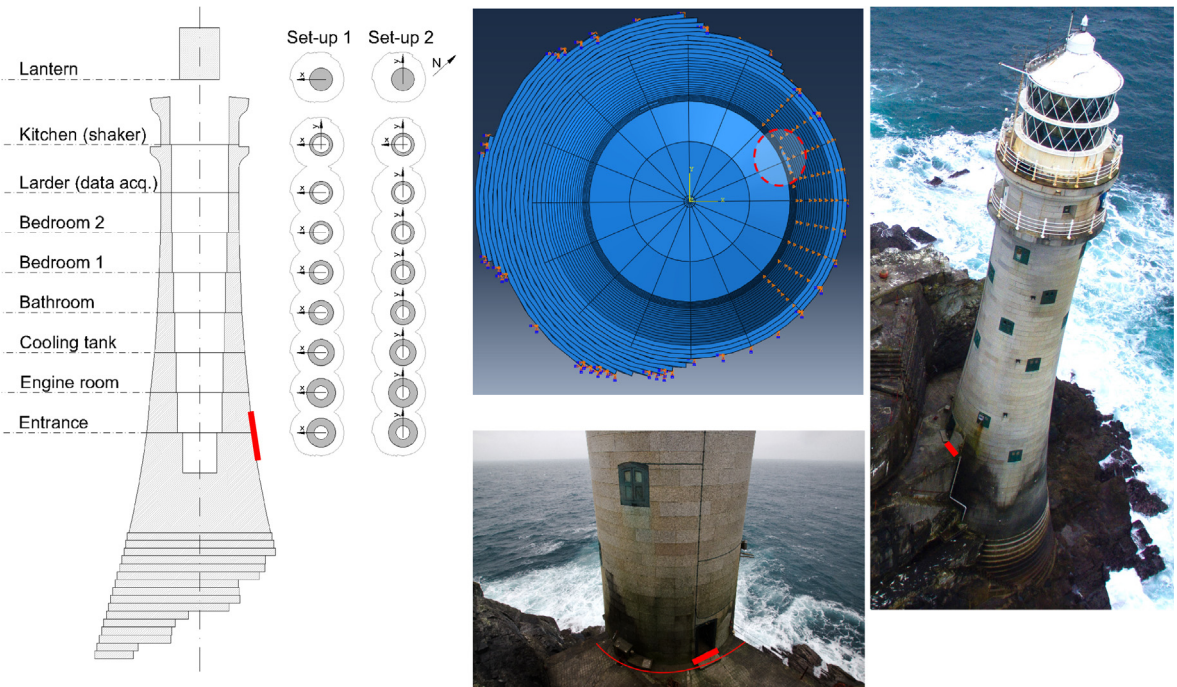 Set-up 1
Set-up 2
N
Lantern
x
y
Kitchen (shaker)
y
x
y
x
Larder (data acq.)
x
y
Bedroom 2
x
y
Bedroom 1
x
y
Bathroom
x
y
Cooling tank
x
y
Engine room
x
y
Entrance
x
y